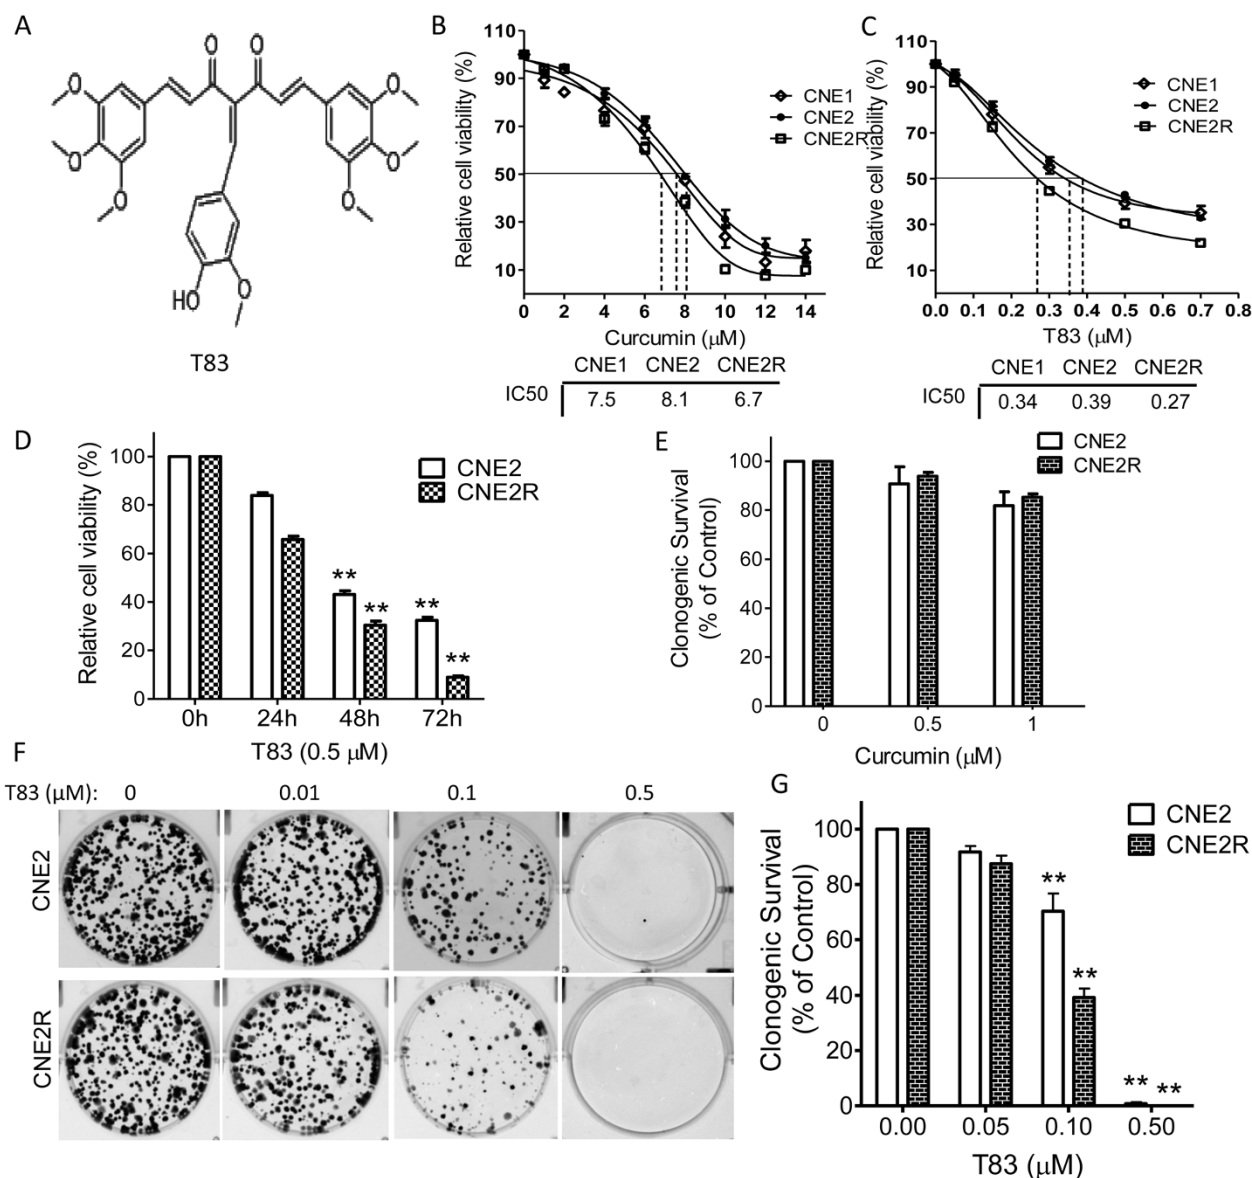 A
O O
O O
O O
O O
HO O
T83
B
Relative cell viability (%)
110
90
70
50
30
10
CNE1
CNE2
CNE2R
0 2 4 6 8 10 12 14
Curcumin (μM)
CNE1 CNE2 CNE2R
IC50 7.5 8.1 6.7
C
Relative cell viability (%)
110
90
70
50
30
10
CNE1
CNE2
CNE2R
0.0 0.1 0.2 0.3 0.4 0.5 0.6 0.7 0.8
T83 (μM)
CNE1 CNE2 CNE2R
IC50 0.34 0.39 0.27
D
Relative cell viability (%)
100
80
60
40
20
0
CNE2
CNE2R
** ** ** **
0h 24h 48h 72h
T83 (0.5 μM)
E
Clonogenic Survival
(% of Control)
100
80
60
40
20
0
CNE2
CNE2R
0 0.5 1
Curcumin (μM)
F
T83 (μM): 0 0.01 0.1 0.5
CNE2
CNE2R
G
Clonogenic Survival
(% of Control)
100
80
60
40
20
0
CNE2
CNE2R
** ** ** **
0.00 0.05 0.10 0.50
T83 (μM)